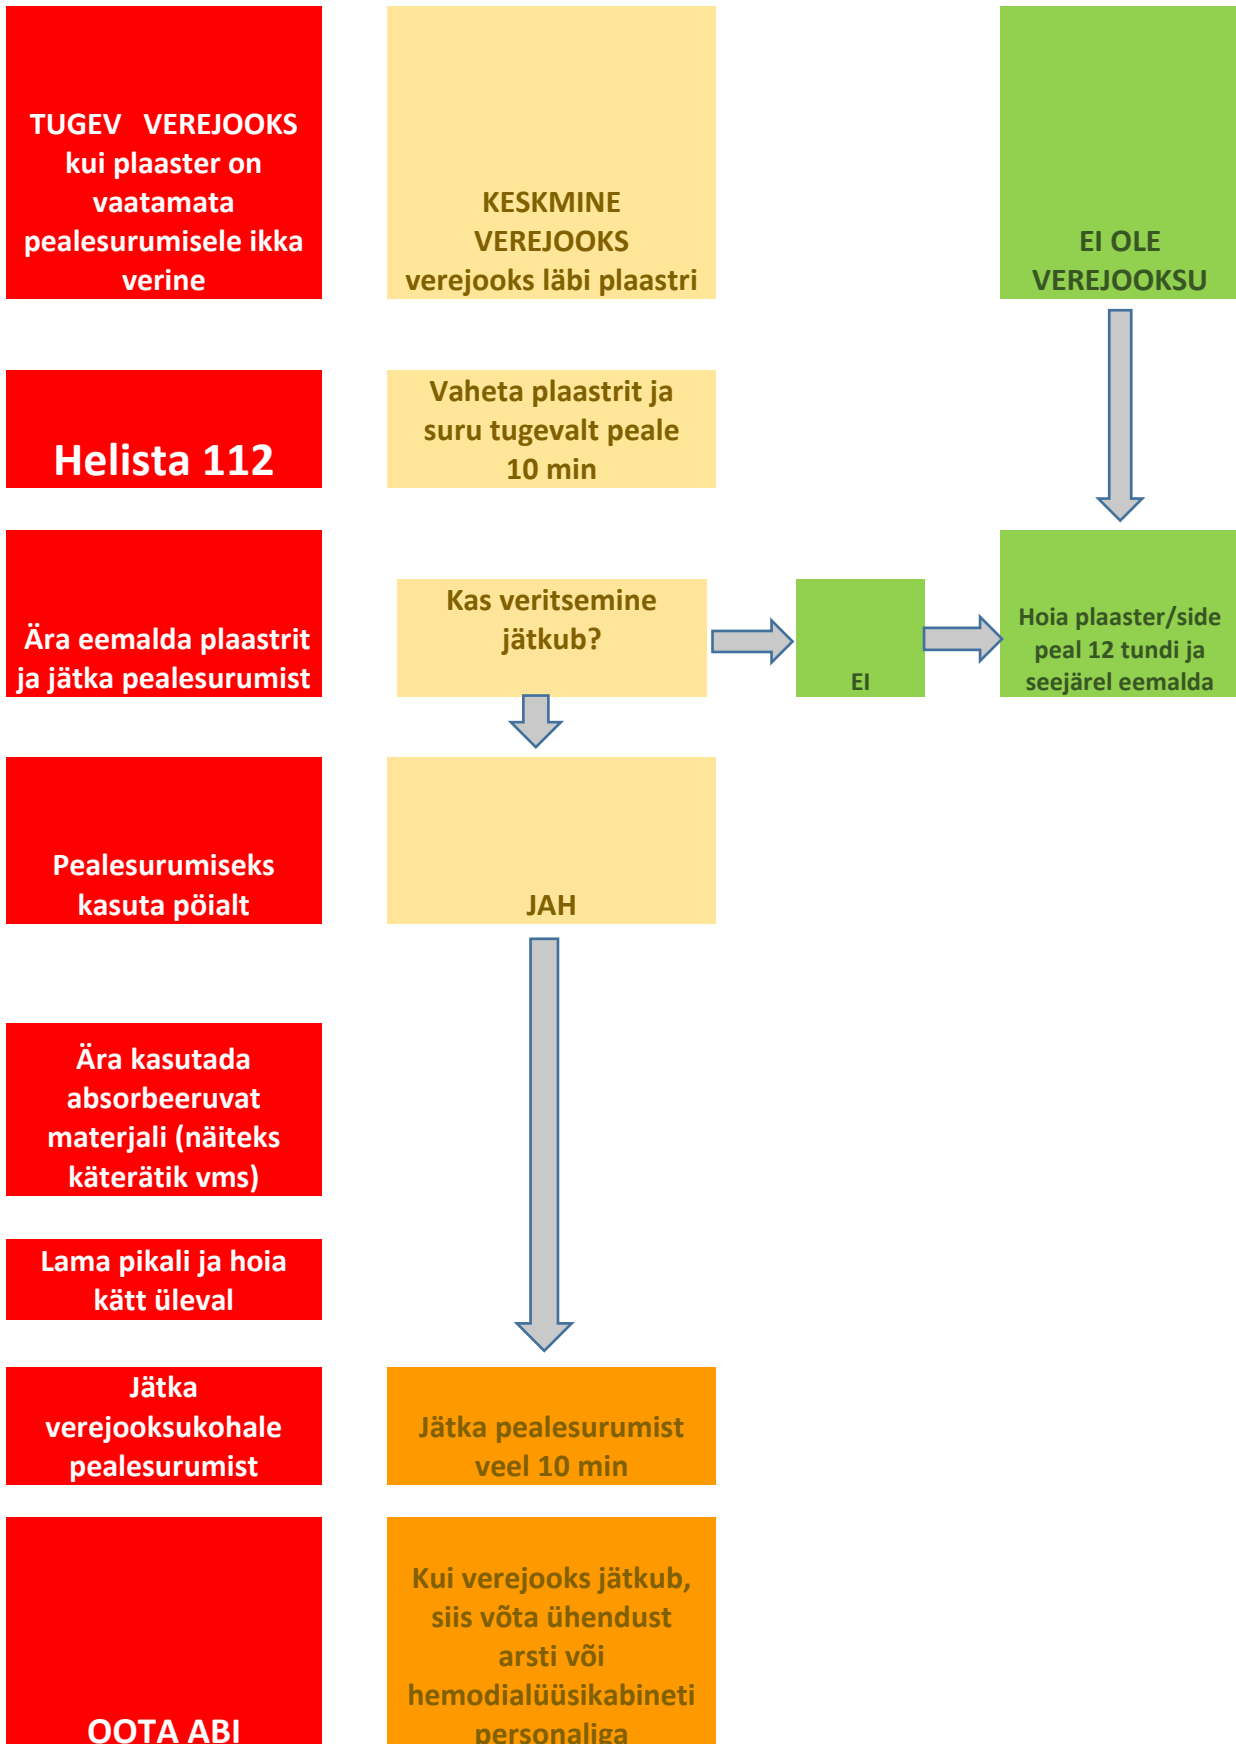 TUGEV VEREJOOKS
kui plaaster on
vaatamata
pealesurumisele ikka
verine
Helista 112
Ära eemalda plaastrit
ja jätka pealesurumist
Pealesurumiseks
kasuta pöialt
Ära kasutada
absorbeeruvat
materjali (näiteks
käterätik vms)
Lama pikali ja hoia
kätt üleval
Jätka
verejooksukohale
pealesurumist
OOTA ABI
KESKMINE
VEREJOOKS
verejooks läbi plaastri
Vaheta plaastrit ja
suru tugevalt peale
10 min
Kas veritsemine
jätkub?
JAH
Jätka pealesurumist
veel 10 min
Kui verejooks jätkub,
siis võta ühendust
arsti või
hemodialüüsikabineti
personaliga
EI
EI OLE
VEREJOOKSU
Hoia plaaster/side
peal 12 tundi ja
seejärel eemalda